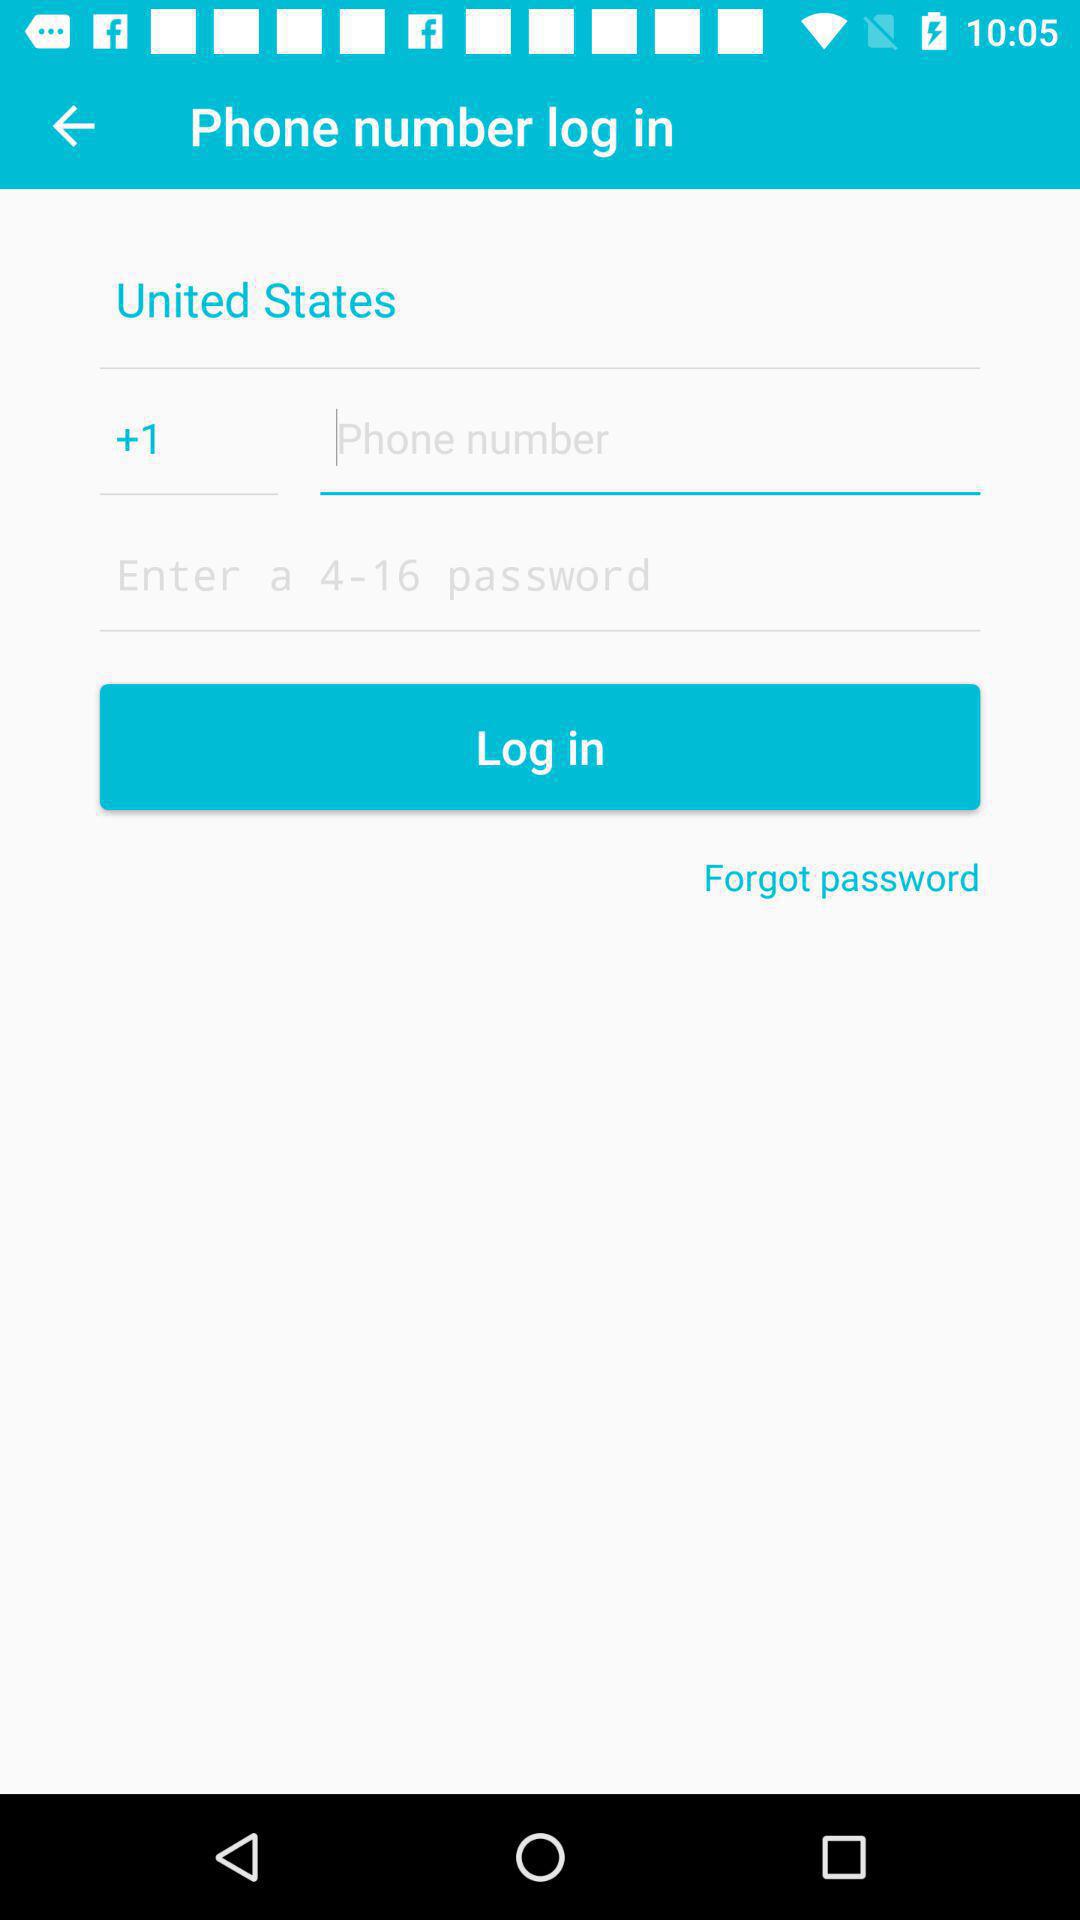 10:05
Phone number log in
United States
+1 Phone number
Enter a 4-16 password
Log in
Forgot password